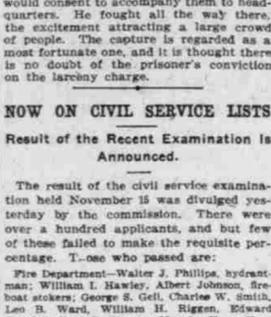 would consent to accompany them to head-
quarters. He fought all the way there,
the excitement attracting a large crowd
of people. The capture is regarded as a
most fortunate one, and it is thought there
is no doubt of the prisoner's conviction
on the larceny charge.
NOW ON CIVIL SERVICE LISTS
Result of the Recent Examination Is
Announced.
The result of the civil service examina-
tion held November 15 was divulged yes-
terday by the commission. There were
over a hundred applicants, and but few
of these failed to make the requisite per-
centage. T..ose who passed are:
Fire Department—Walter J. Phillips, hydrant-
man; William I. Hawley, Albert Johnson, fire-
boat stokers; George S. Gell, Charles W. Smith,
Leo B. Ward, William H. Riggen, Edward